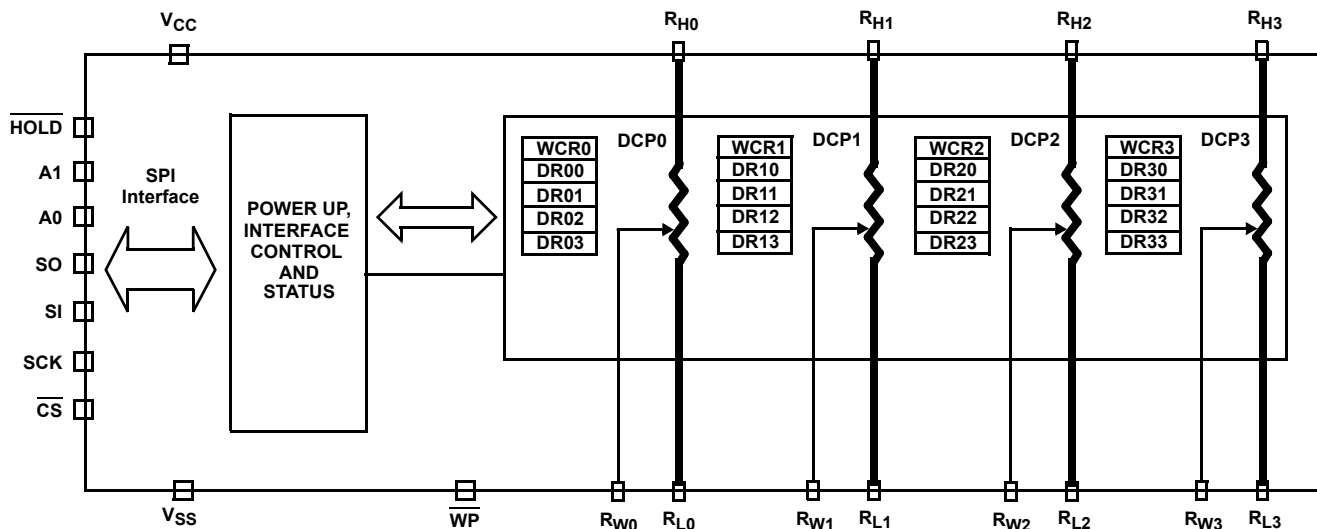 VCC
RH0
RH1
RH2
RH3
HOLD
A1
A0
SO
SI
SCK
CS
SPI
Interface
POWER UP,
INTERFACE
CONTROL
AND
STATUS
WCR0
DR00
DR01
DR02
DR03
DCP0
WCR1
DR10
DR11
DR12
DR13
DCP1
WCR2
DR20
DR21
DR22
DR23
DCP2
WCR3
DR30
DR31
DR32
DR33
DCP3
VSS
WP
RW0
RL0
RW1
RL1
RW2
RL2
RW3
RL3